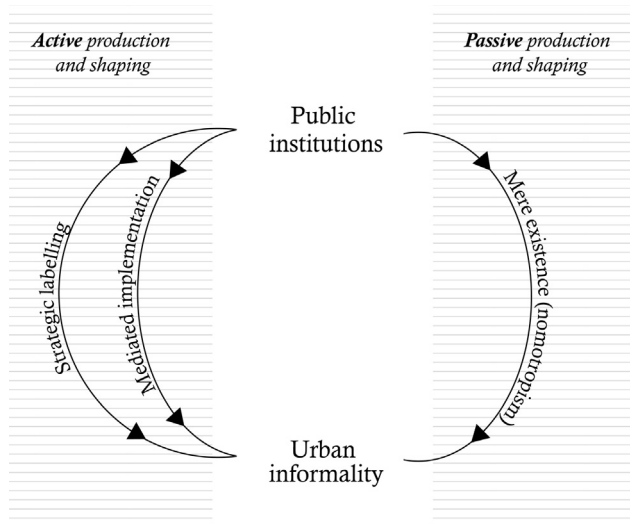 Active production
and shaping
Passive production
and shaping
Public
institutions
Strategic labelling
Mediated implementation
Mere existence (nomotropism)
Urban
informality